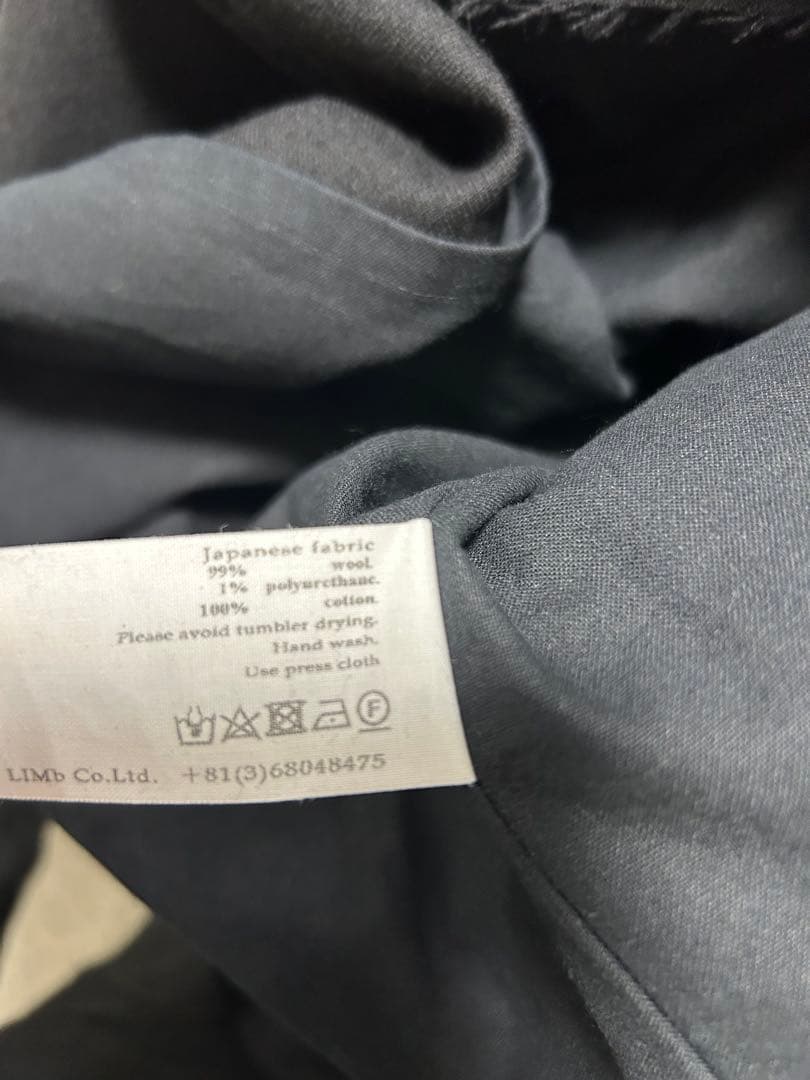 Japanese fabric
99% wool.
1% polyurethane.
100% cotton.
Please avoid tumbler drying.
Hand wash.
Use press cloth
F
LIMb Co.Ltd. +81(3)68048475